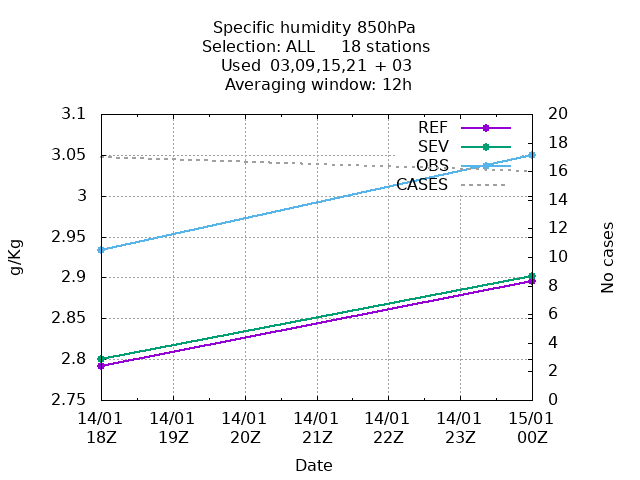 Specific humidity 850hPa
Selection: ALL     18 stations
Used  03,09,15,21 + 03
Averaging window: 12h
3.1
3.05
3
2.95
2.9
2.85
2.8
2.75
g/Kg
20
18
16
14
12
10
8
6
4
2
0
No cases
REF
SEV
OBS
CASES
14/01 14/01 14/01 14/01 14/01 14/01 15/01
18Z 19Z 20Z 21Z 22Z 23Z 00Z
Date